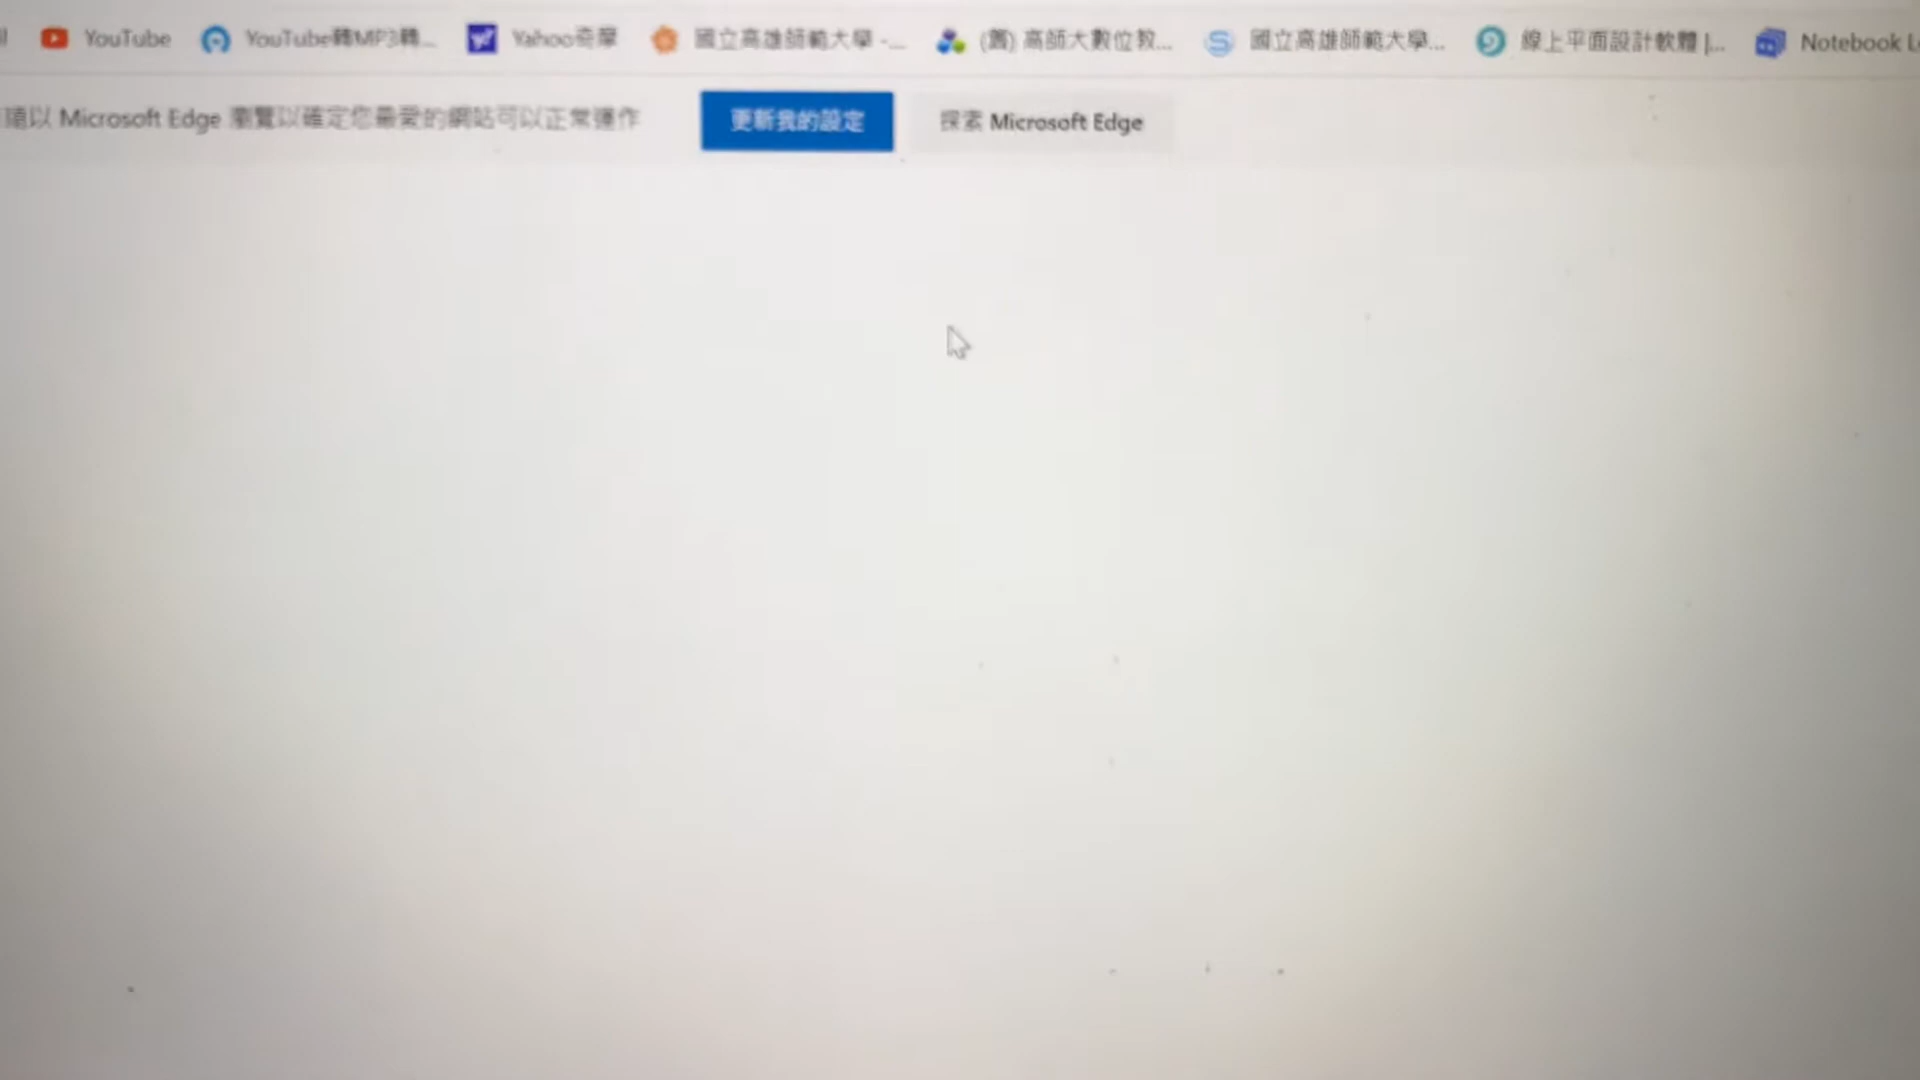 YouTube YouTube轉MP3轉... Yahoo奇摩 國立高雄師範大學 -... (舊) 高師大數位教... 國立高雄師範大學... 線上平面設計軟體 |... Notebook
以 Microsoft Edge 瀏覽以確定您最愛的網站可以正常運作 更新我的設定 探索 Microsoft Edge